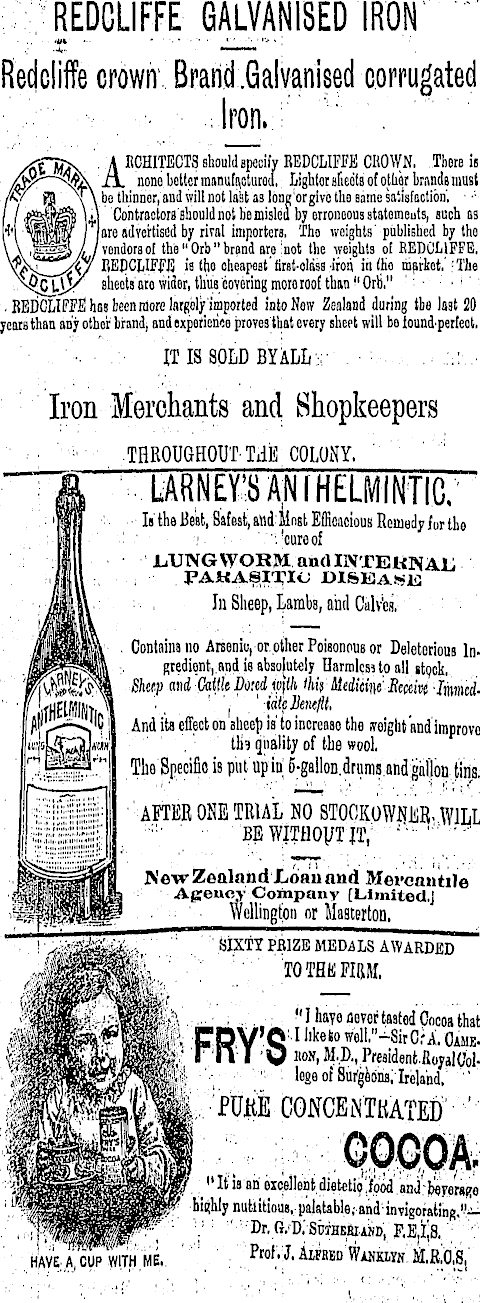 REDCLIFFE GALVANISED IRON
Redcliffe crown Brand Galvanised corrugated
Iron.
TRADE MARK
REDCLIFFE
ARCHITECTS should specify REDCLIFFE CROWN. There is
none better manufactured. Lighter sheets of other brands must
be thinner, and will not last as long or give the same satisfaction.
Contractors should not be misled by erroneous statements, such as
are advertised by rival importers. The weights published by the
vendors of the "Orb" brand are not the weights of REDCLIFFE.
REDCLIFFE is the cheapest first-class iron in the market. The
sheets are wider, thus covering more roof than "Orb."
REDCLIFFE has been more largely imported into New Zealand during the last 20
years than any other brand, and experience proves that every sheet will be found perfect.
IT IS SOLD BY ALL
Iron Merchants and Shopkeepers
THROUGHOUT THE COLONY.
LARNEY'S ANTHELMINTIC.
Is the Best, Safest, and Most Efficacious Remedy for the
cure of
LUNGWORM and INTERNAL
PARASITIC DISEASE
In Sheep, Lambs, and Calves.
Contains no Arsenic, or other Poisonous or Deleterious In-
gredient, and is absolutely Harmless to all stock.
Sheep and Cattle Dored with this Medicine Receive Immed-
iate Benefit.
And its effect on sheep is to increase the weight and improve
the quality of the wool.
The Specific is put up in 5-gallon drums and gallon tins.
AFTER ONE TRIAL NO STOCKOWNER WILL
BE WITHOUT IT,
New Zealand Loan and Mercantile
Agency Company [Limited.]
Wellington or Masterton.
LARNEY'S
ANTHELMINTIC
LUNG
SIXTY PRIZE MEDALS AWARDED
TO THE FIRM.
"I have never tasted Cocoa that
FRY'S I like so well."—Sir C. A. CAME-
RON, M.D., President Royal Col-
lege of Surgeons, Ireland.
PURE CONCENTRATED
COCOA.
"It is an excellent dietetic food and beverage
highly nutritious, palatable, and invigorating."—
Dr. G. D. SUTHERLAND, F.E.I.S.
Prof. J. ALFRED WANKLYN M.R.C.S,
HAVE A CUP WITH ME.